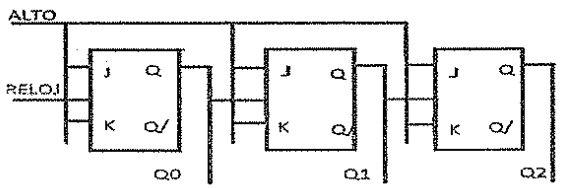 ALTO
J Q J Q J Q
RELOJ
K Q/ K Q/ K Q/
Q0 Q1 Q2